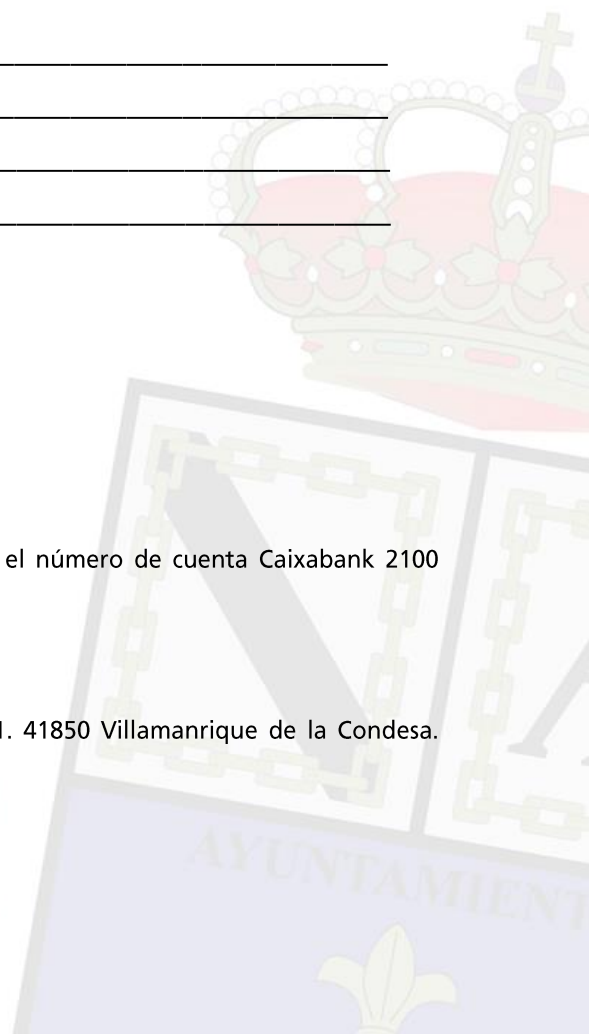 el número de cuenta Caixabank 2100
1. 41850 Villamanrique de la Condesa.
AYUNTAMIENT